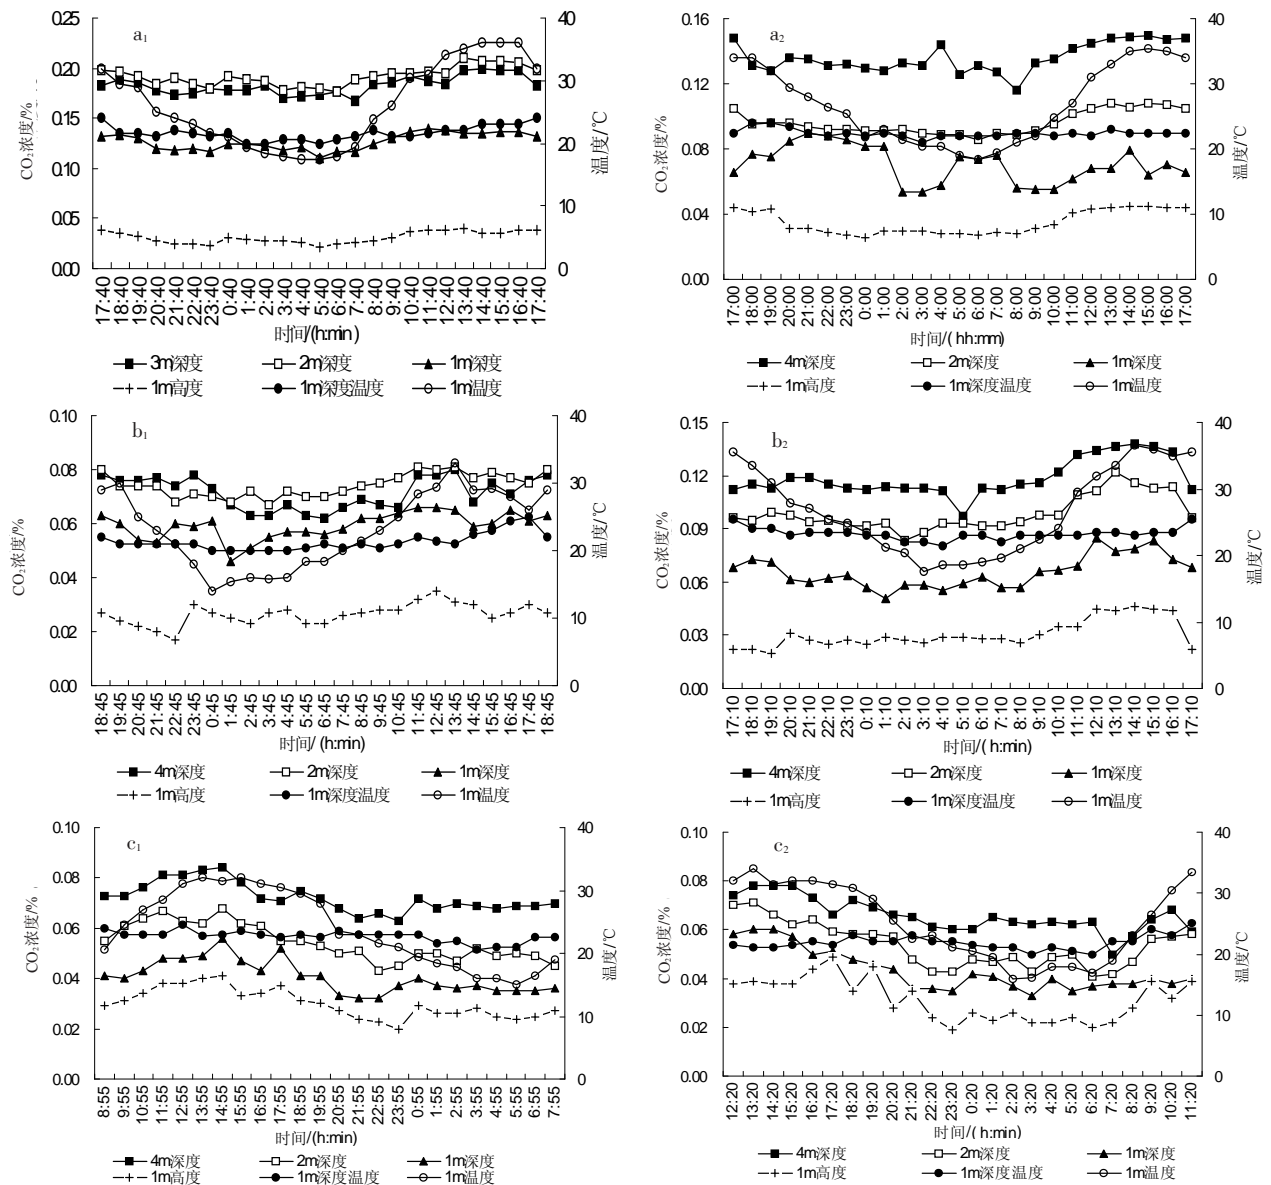 a₁
0.25
0.20
0.15
0.10
0.05
0.00
CO₂浓度/%
40
30
20
10
0
温度/℃
17:40 18:40 19:40 20:40 21:40 22:40 23:40 0:40 1:40 2:40 3:40 4:40 5:40 6:40 7:40 8:40 9:40 10:40 11:40 12:40 13:40 14:40 15:40 16:40 17:40
时间/(h:min)
3m深度 2m深度 1m深度
1m高度 1m深度温度 1m温度
a₂
0.16
0.12
0.08
0.04
0.00
CO₂浓度/%
40
30
20
10
0
温度/℃
17:00 18:00 19:00 20:00 21:00 22:00 23:00 0:00 1:00 2:00 3:00 4:00 5:00 6:00 7:00 8:00 9:00 10:00 11:00 12:00 13:00 14:00 15:00 16:00 17:00
时间/( hh:mm)
4m深度 2m深度 1m深度
1m高度 1m深度温度 1m温度
b₁
0.10
0.08
0.06
0.04
0.02
0.00
CO₂浓度/%
40
30
20
10
0
温度/℃
18:45 19:45 20:45 21:45 22:45 23:45 0:45 1:45 2:45 3:45 4:45 5:45 6:45 7:45 8:45 9:45 10:45 11:45 12:45 13:45 14:45 15:45 16:45 17:45 18:45
时间/ (h:min)
4m深度 2m深度 1m深度
1m高度 1m深度温度 1m温度
b₂
0.15
0.12
0.09
0.06
0.03
0.00
CO₂浓度/%
40
30
20
10
0
温度/℃
17:10 18:10 19:10 20:10 21:10 22:10 23:10 0:10 1:10 2:10 3:10 4:10 5:10 6:10 7:10 8:10 9:10 10:10 11:10 12:10 13:10 14:10 15:10 16:10 17:10
时间/( h:min)
4m深度 2m深度 1m深度
1m高度 1m深度温度 1m温度
c₁
0.10
0.08
0.06
0.04
0.02
0.00
CO₂浓度/%
40
30
20
10
0
温度/℃
8:55 9:55 10:55 11:55 12:55 13:55 14:55 15:55 16:55 17:55 18:55 19:55 20:55 21:55 22:55 23:55 0:55 1:55 2:55 3:55 4:55 5:55 6:55 7:55
时间/(h:min)
4m深度 2m深度 1m深度
1m高度 1m深度温度 1m温度
c₂
0.10
0.08
0.06
0.04
0.02
0.00
CO₂浓度/%
40
30
20
10
0
温度/℃
12:20 13:20 14:20 15:20 16:20 17:20 18:20 19:20 20:20 21:20 22:20 23:20 0:20 1:20 2:20 3:20 4:20 5:20 6:20 7:20 8:20 9:20 10:20 11:20
时间/( h:min)
4m深度 2m深度 1m深度
1m高度 1m深度温度 1m温度